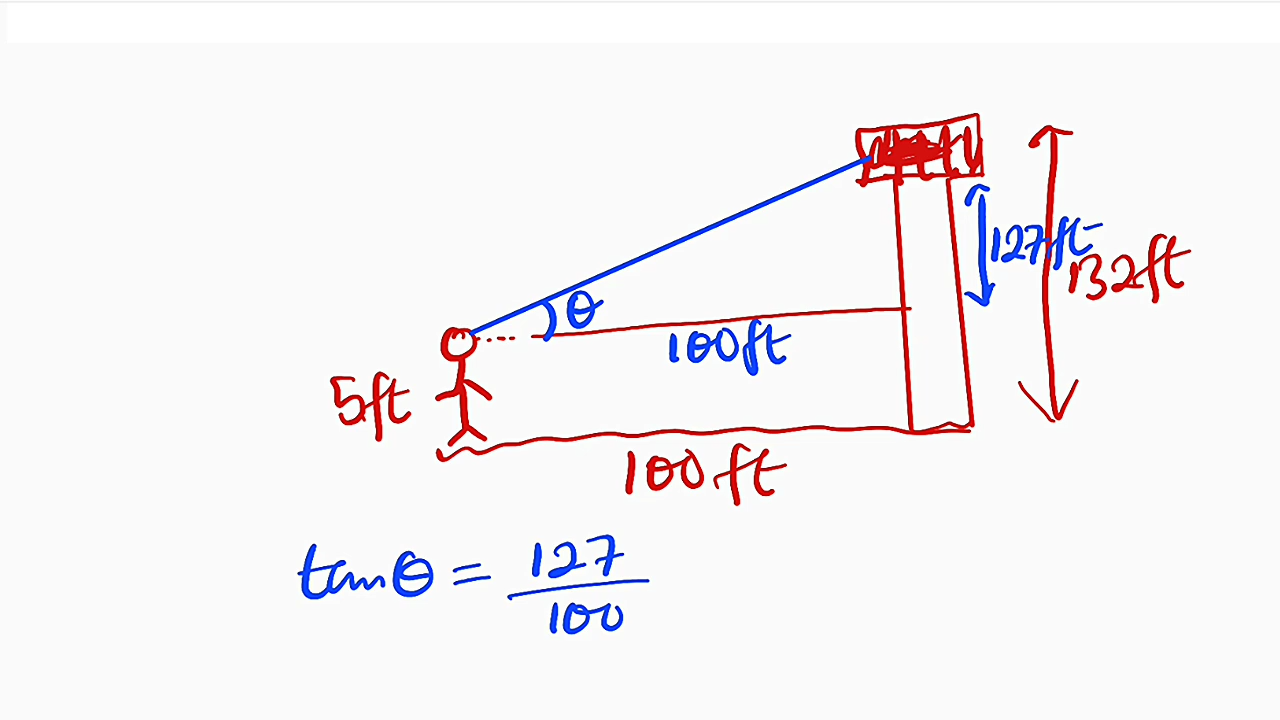 127ft
132ft
θ
100ft
5ft
100ft
tanθ = 127/100